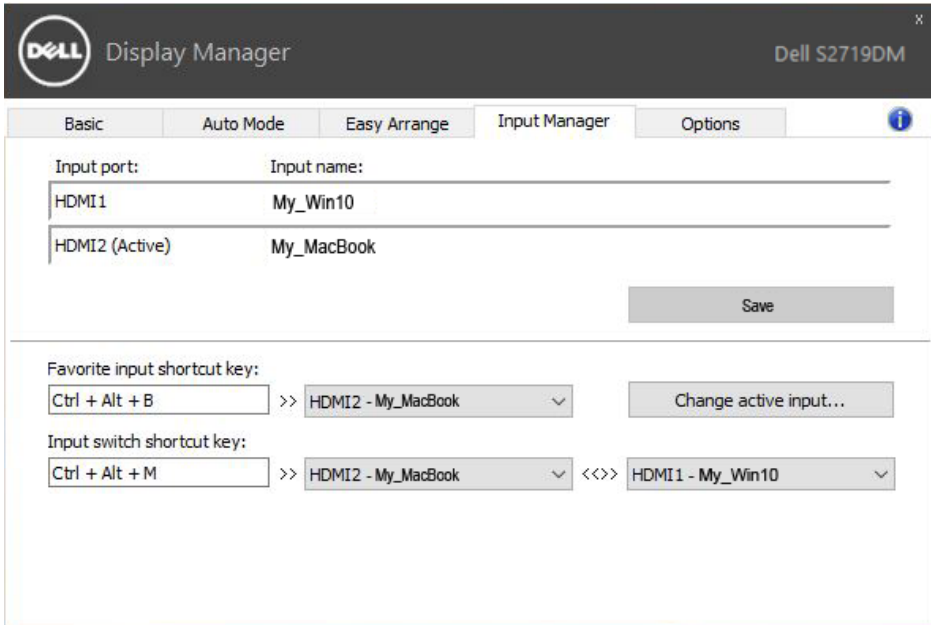 x
DELL Display Manager Dell S2719DM
Basic Auto Mode Easy Arrange Input Manager Options i
Input port: Input name:
HDMI1 My_Win10
HDMI2 (Active) My_MacBook
Save
Favorite input shortcut key:
Ctrl + Alt + B >> HDMI2 - My_MacBook Change active input...
Input switch shortcut key:
Ctrl + Alt + M >> HDMI2 - My_MacBook <<>> HDMI1 - My_Win10